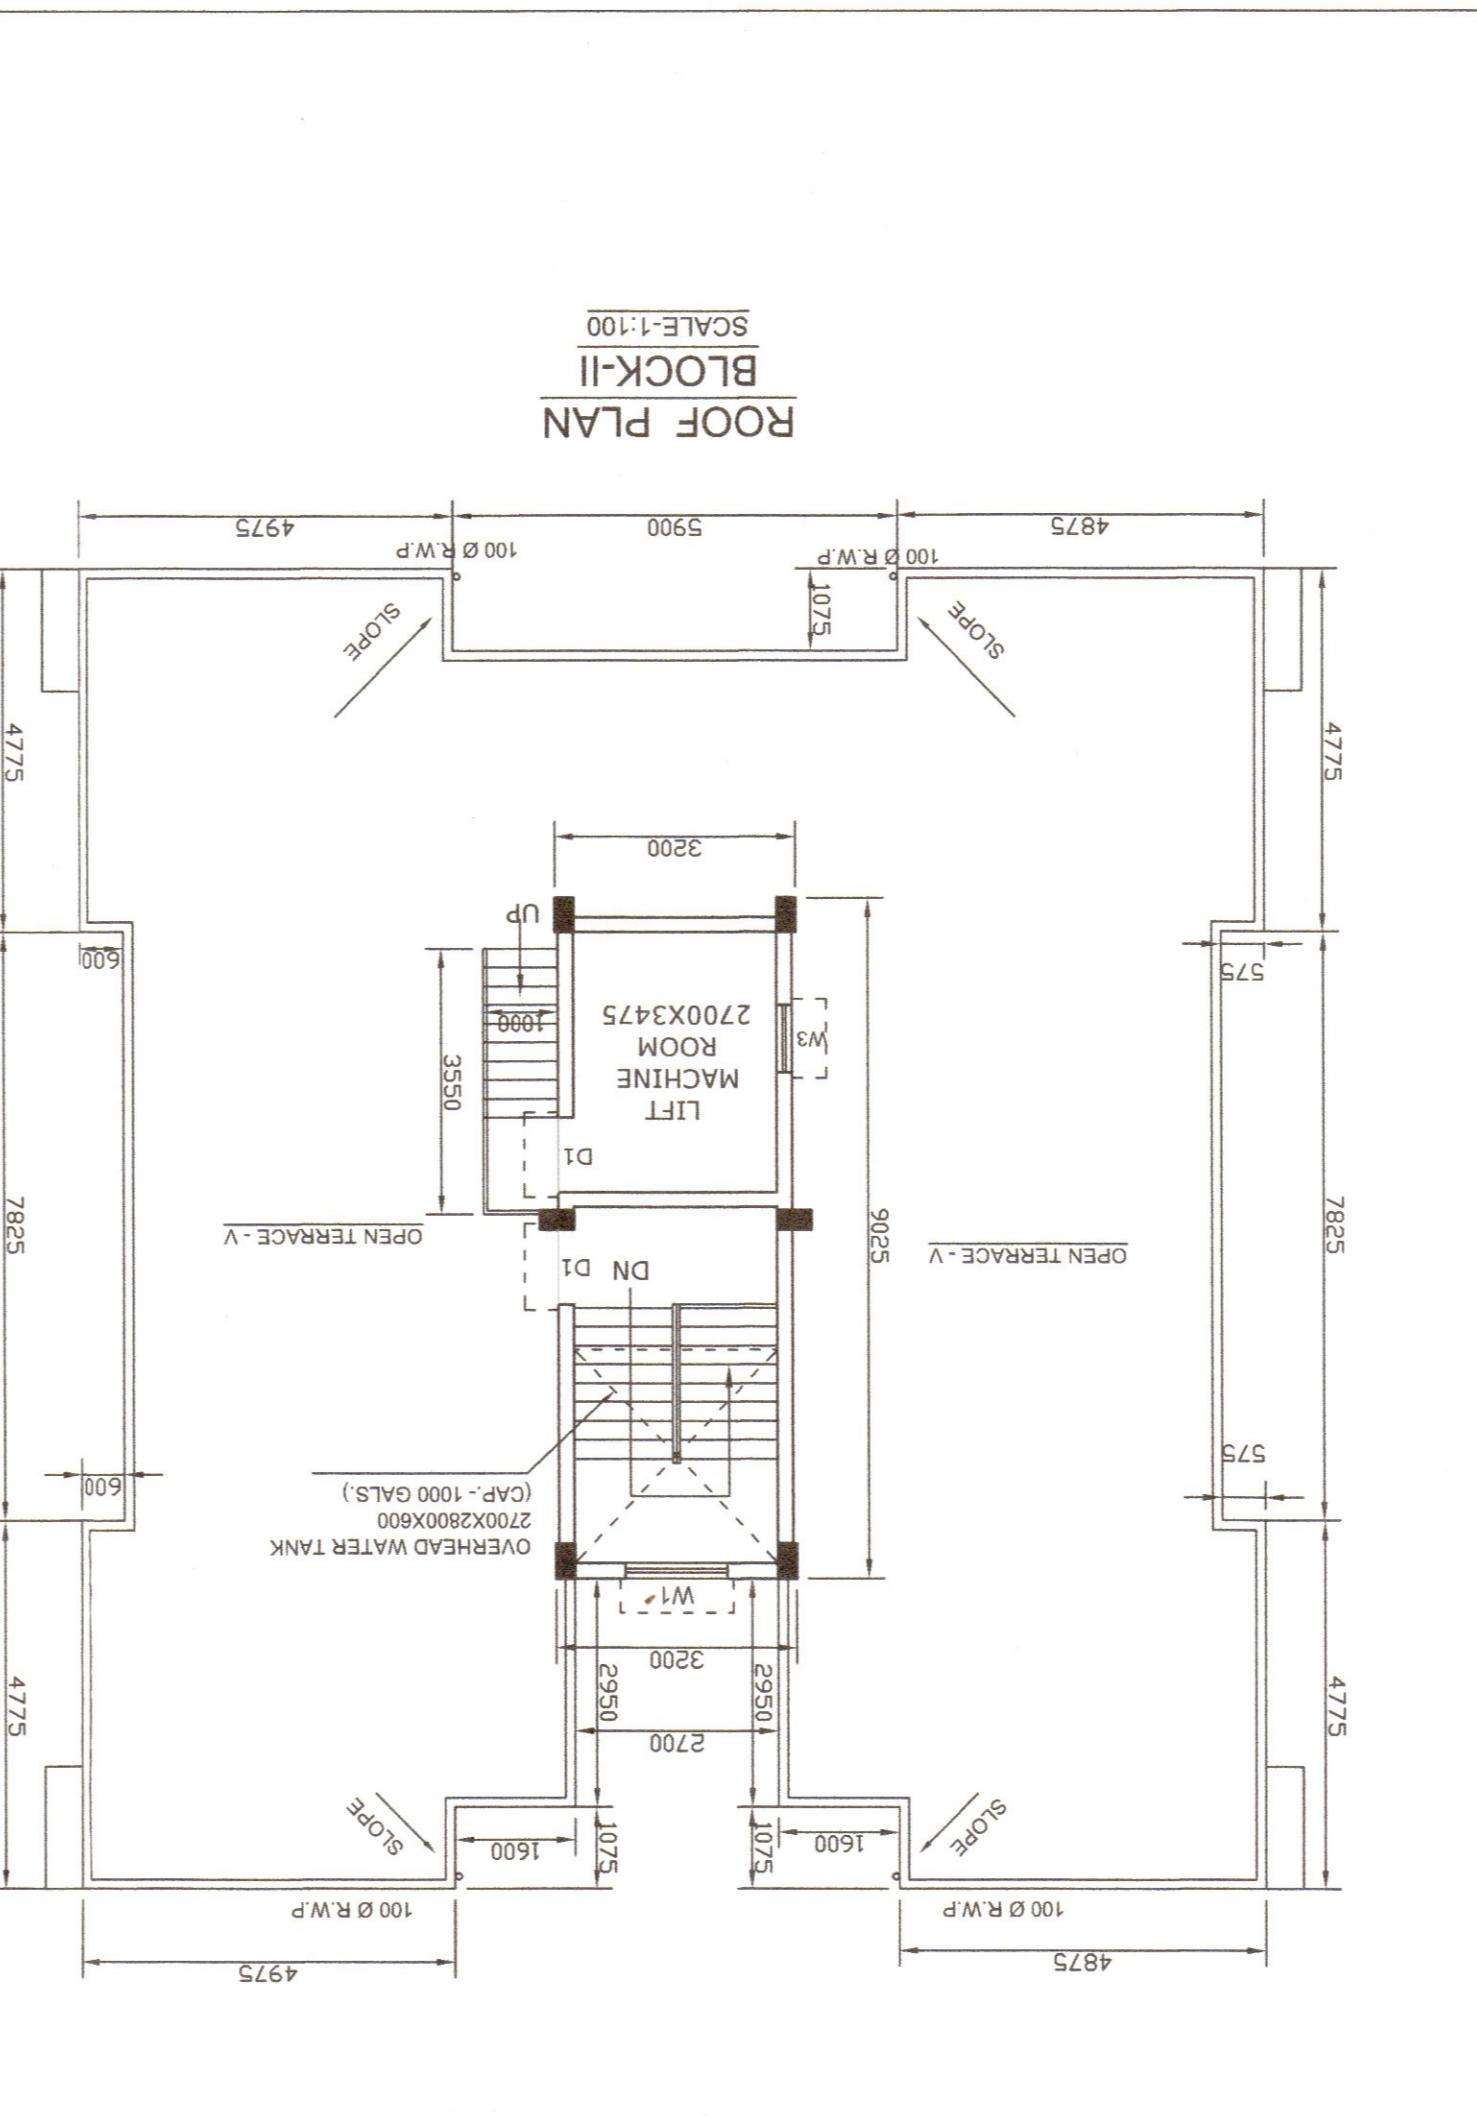 4875
4975
100 Ø R.W.P
100 Ø R.W.P
SLOPE
1600
1075
1075
1600
SLOPE
4775
2700
2950
2950
4775
3200
W1
OVERHEAD WATER TANK
2700X2800X600
(CAP.- 1000 GALS.)
575
600
DN
D1
OPEN TERRACE - V
9025
OPEN TERRACE - V
7825
7825
D1
LIFT
MACHINE
ROOM
2700X3475
W3
3550
1000
575
600
UP
3200
4775
4775
SLOPE
1075
SLOPE
100 Ø R.W.P
100 Ø R.W.P
4875
5900
4975
ROOF PLAN
BLOCK-II
SCALE-1:100